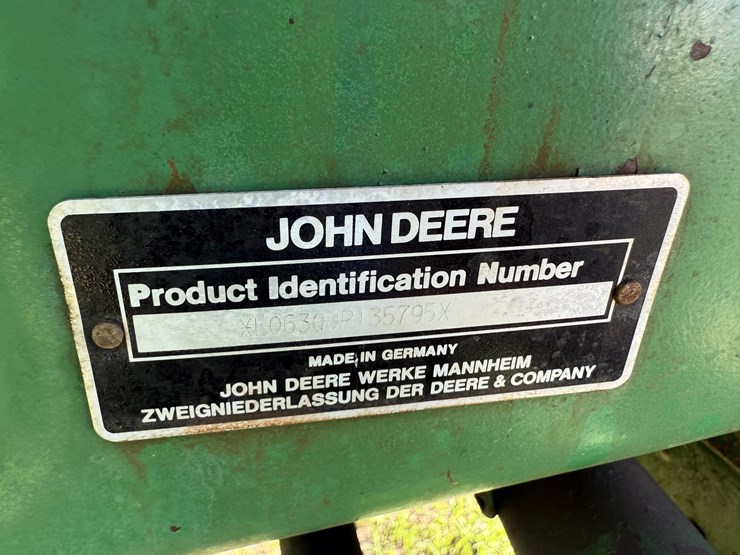 JOHN DEERE
Product Identification Number
MADE IN GERMANY
JOHN DEERE WERKE MANNHEIM
ZWEIGNIEDERLASSUNG DER DEERE & COMPANY